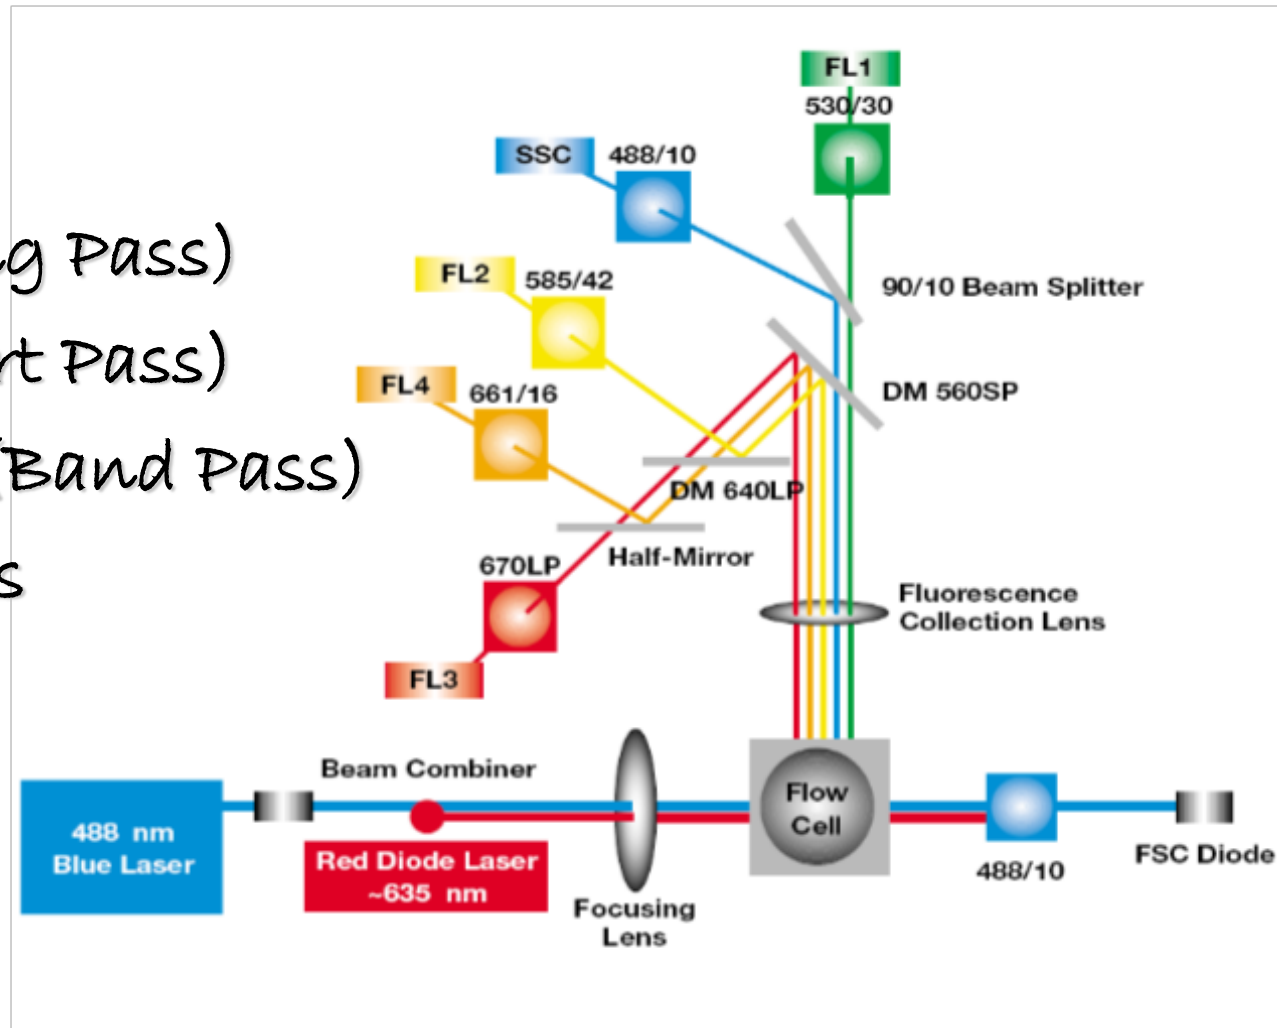 FL1
530/30
SSC
488/10
g Pass)
FL2
585/42
90/10 Beam Splitter
rt Pass)
FL4
661/16
DM 560SP
(Band Pass)
DM 640LP
Half-Mirror
670LP
s
Fluorescence
Collection Lens
FL3
Beam Combiner
488 nm
Blue Laser
Red Diode Laser
~635 nm
Focusing
Lens
Flow
Cell
488/10
FSC Diode